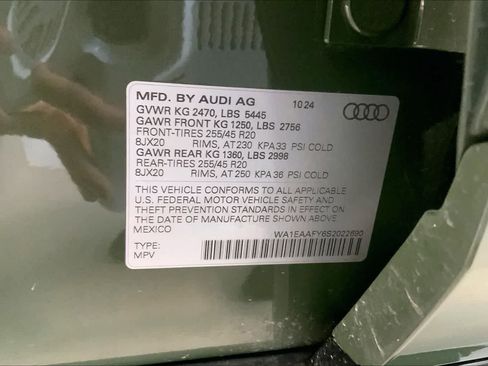 MFD. BY AUDI AG 10 24
GVWR KG 2470, LBS 5445
GAWR FRONT KG 1250, LBS 2756
FRONT-TIRES 255/45 R20
8JX20 RIMS, AT 230 KPA 33 PSI COLD
GAWR REAR KG 1360, LBS 2998
REAR-TIRES 255/45 R20
8JX20 RIMS, AT 250 KPA 36 PSI COLD
THIS VEHICLE CONFORMS TO ALL APPLICABLE
U.S. FEDERAL MOTOR VEHICLE SAFETY AND
THEFT PREVENTION STANDARDS IN EFFECT ON
THE DATE OF MANUFACTURE SHOWN ABOVE
MEXICO
WA1EAAFY6S2022690
TYPE:
MPV